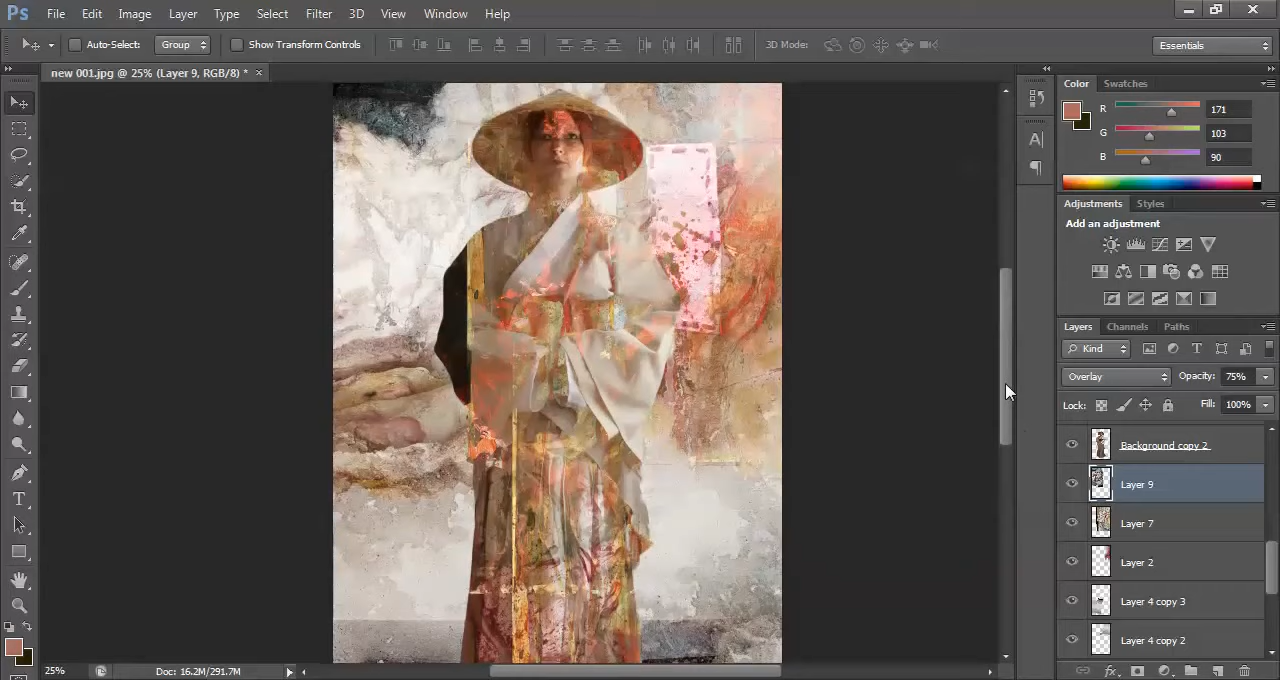 Ps File Edit Image Layer Type Select Filter 3D View Window Help
Auto-Select: Group Show Transform Controls 3D Mode: Essentials
new 001.jpg @ 25% (Layer 9, RGB/8) * ×
Color Swatches
R 171
G 103
B 90
Adjustments Styles
Add an adjustment
Layers Channels Paths
Kind
Overlay Opacity: 75%
Lock: Fill: 100%
Background copy 2
Layer 9
Layer 7
Layer 2
Layer 4 copy 3
Layer 4 copy 2
25% Doc: 16.2M/291.7M